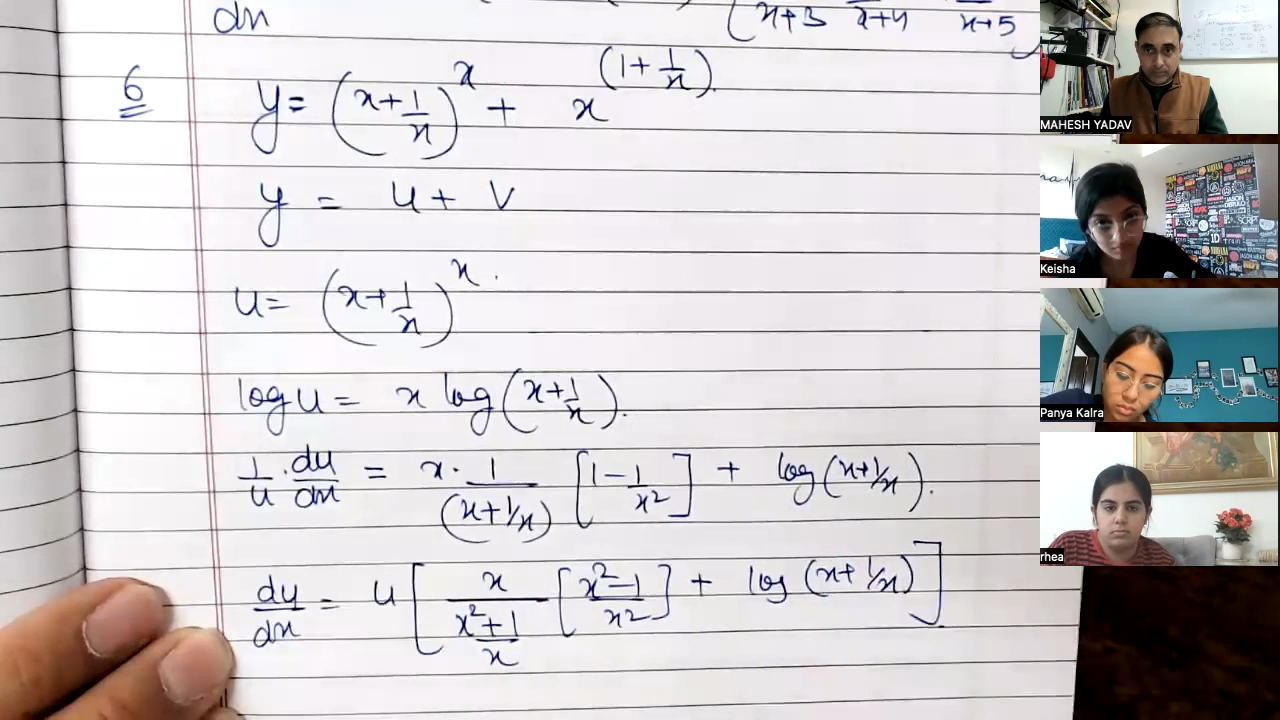 dx x+3 x+4 x+5
6 y = (x+1/x)^x + x^(1+1/x).
y = u + v
u = (x+1/x)^x.
log u = x log (x+1/x).
1/u . du/dx = x. 1/(x+1/x) [1 - 1/x²] + log (x+1/x).
du/dx = u [ x/((x²+1)/x) [(x²-1)/x²] + log (x+1/x) ]
MAHESH YADAV
Keisha
Panya Kalra
rhea